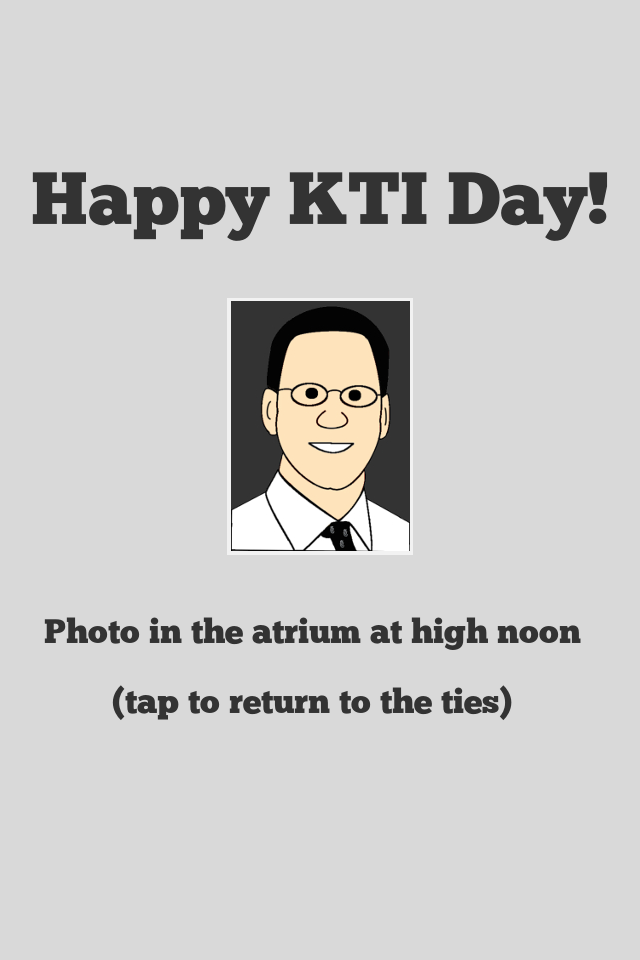 Happy KTI Day!
Photo in the atrium at high noon
(tap to return to the ties)